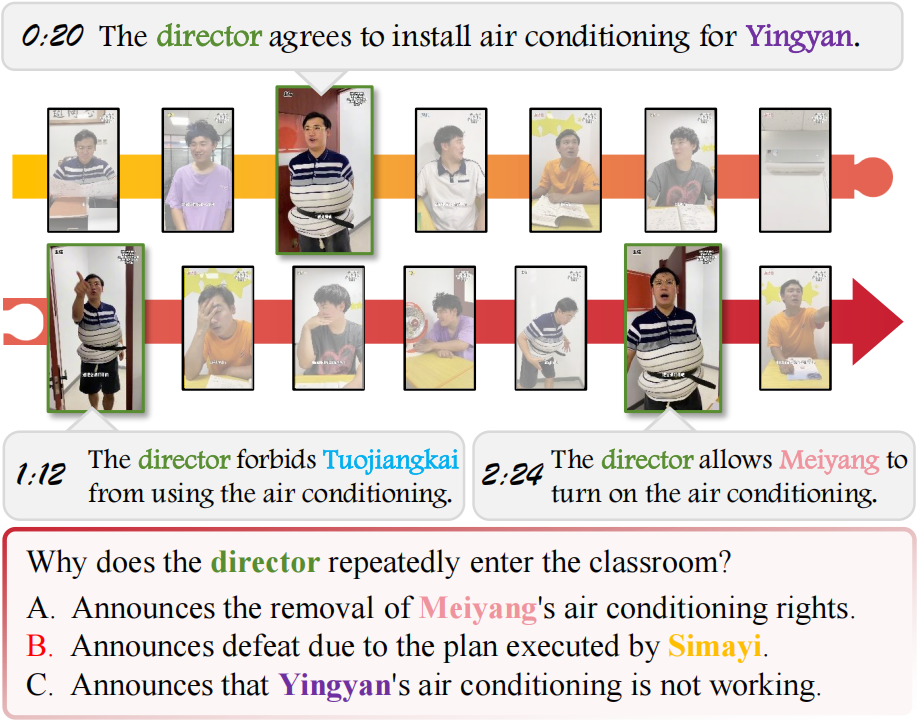 0:20 The director agrees to install air conditioning for Yingyan.
1:12 The director forbids Tuojiangkai
from using the air conditioning.
2:24 The director allows Meiyang to
turn on the air conditioning.
Why does the director repeatedly enter the classroom?
A. Announces the removal of Meiyang's air conditioning rights.
B. Announces defeat due to the plan executed by Simayi.
C. Announces that Yingyan's air conditioning is not working.